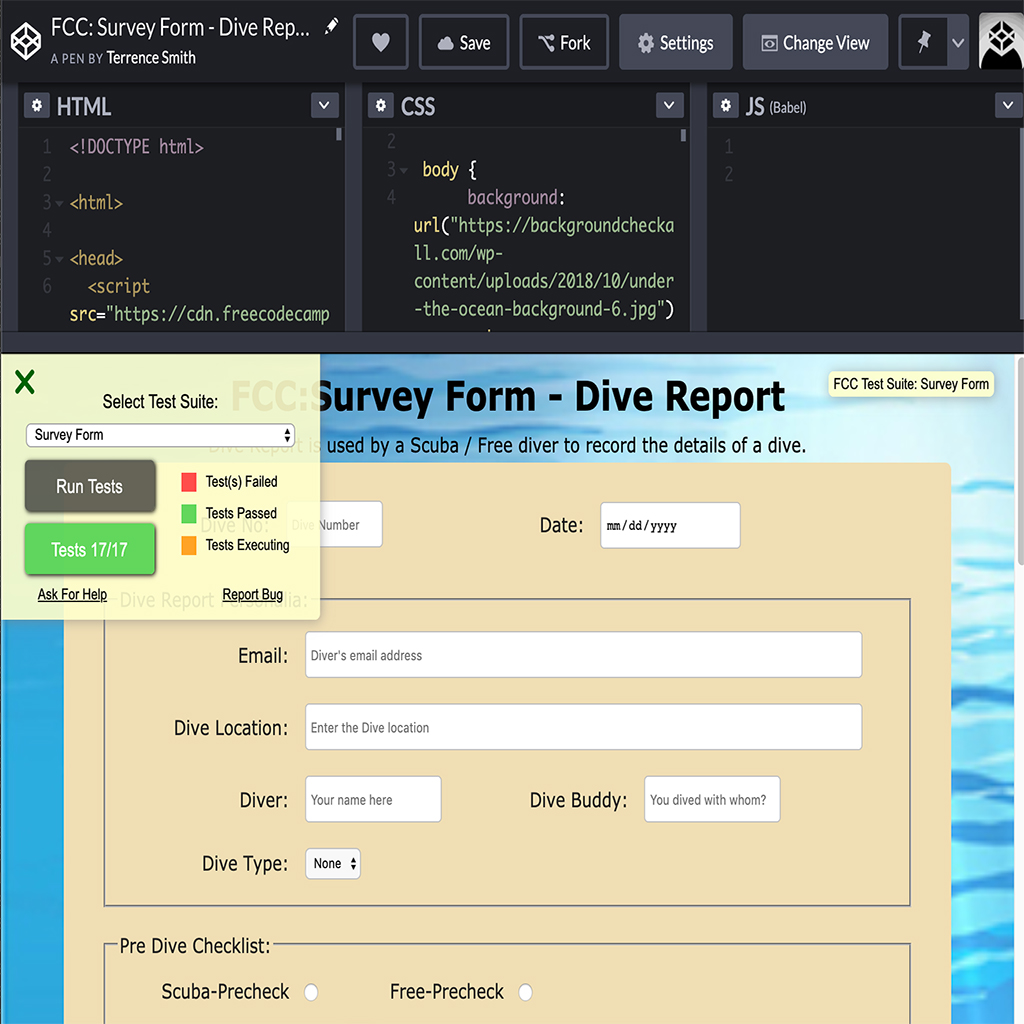 FCC: Survey Form - Dive Rep...
A PEN BY Terrence Smith
Save
Fork
Settings
Change View
HTML
1 <!DOCTYPE html>
2
3 <html>
4
5 <head>
6 <script
src="https://cdn.freecodecamp
CSS
2
3 body {
4 background:
url("https://backgroundchecka
ll.com/wp-
content/uploads/2018/10/under
-the-ocean-background-6.jpg")
JS (Babel)
1
2
X
Select Test Suite:
Survey Form
Run Tests
Tests 17/17
Test(s) Failed
Tests Passed
Tests Executing
Ask For Help
Report Bug
FCC:Survey Form - Dive Report
FCC Test Suite: Survey Form
Dive Report is used by a Scuba / Free diver to record the details of a dive.
Dive No:
Dive Number
Date:
mm/dd/yyyy
Dive Report Personalia:
Email:
Diver's email address
Dive Location:
Enter the Dive location
Diver:
Your name here
Dive Buddy:
You dived with whom?
Dive Type:
None
Pre Dive Checklist:
Scuba-Precheck
Free-Precheck